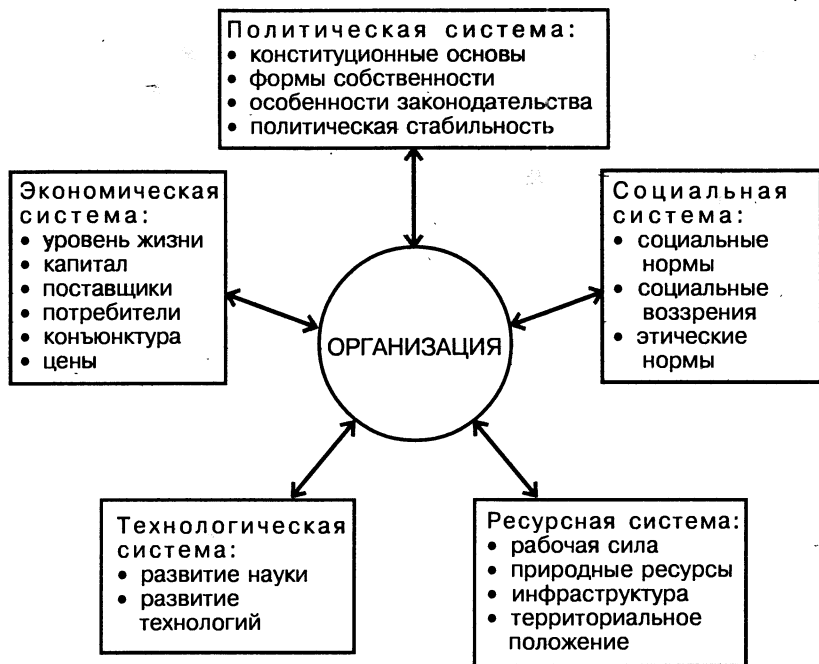 Политическая система:
• конституционные основы
• формы собственности
• особенности законодательства
• политическая стабильность
Экономическая
система:
• уровень жизни
• капитал
• поставщики
• потребители
• конъюнктура
• цены
Социальная
система:
• социальные
нормы
• социальные
воззрения
• этические
нормы
ОРГАНИЗАЦИЯ
Технологическая
система:
• развитие науки
• развитие
технологий
Ресурсная система:
• рабочая сила
• природные ресурсы
• инфраструктура
• территориальное
положение